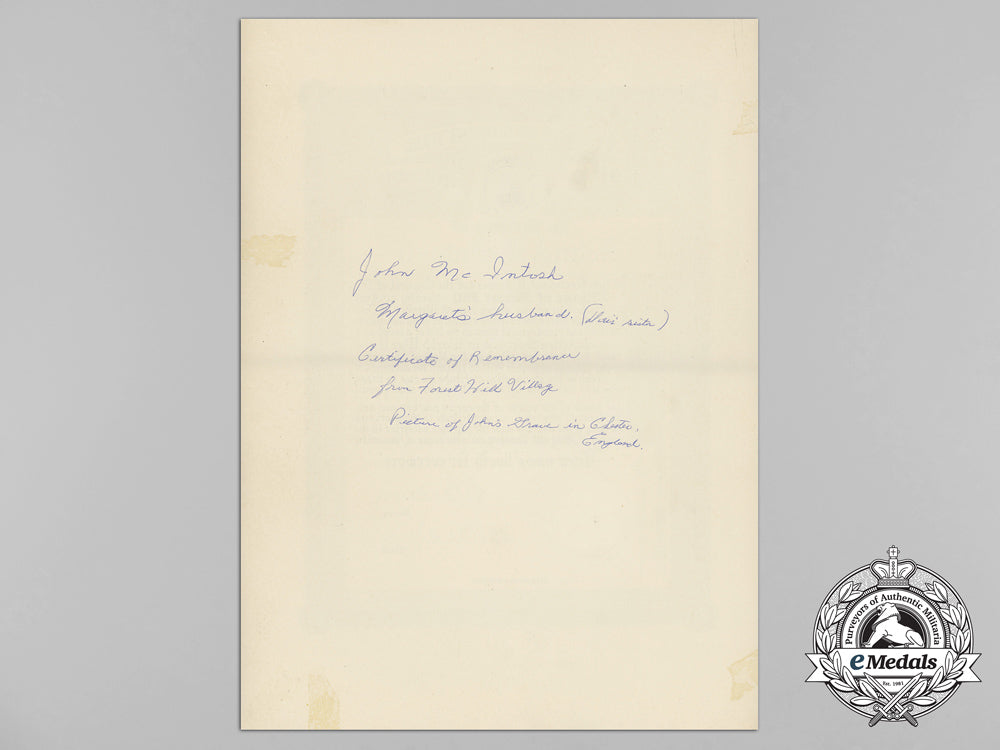 John Mc Intosh
Margaret's husband. ( sister)
Certificate of Remembrance
from Forest Hill Village
Picture of John's Grave in Chester,
England.
Purveyors of Authentic Militaria
eMedals
Est. 1981